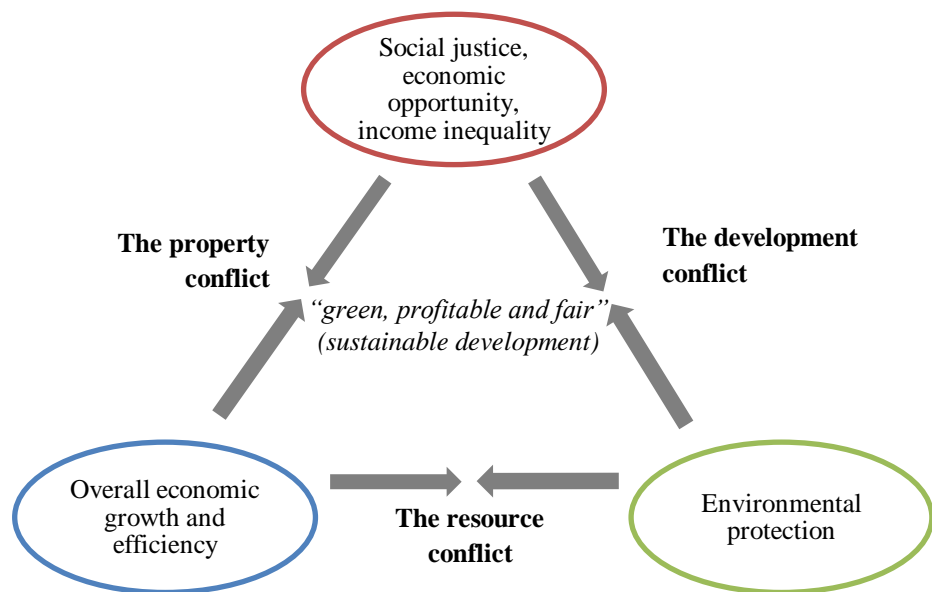 Social justice,
economic
opportunity,
income inequality
The property
conflict
The development
conflict
“green, profitable and fair”
(sustainable development)
Overall economic
growth and
efficiency
The resource
conflict
Environmental
protection